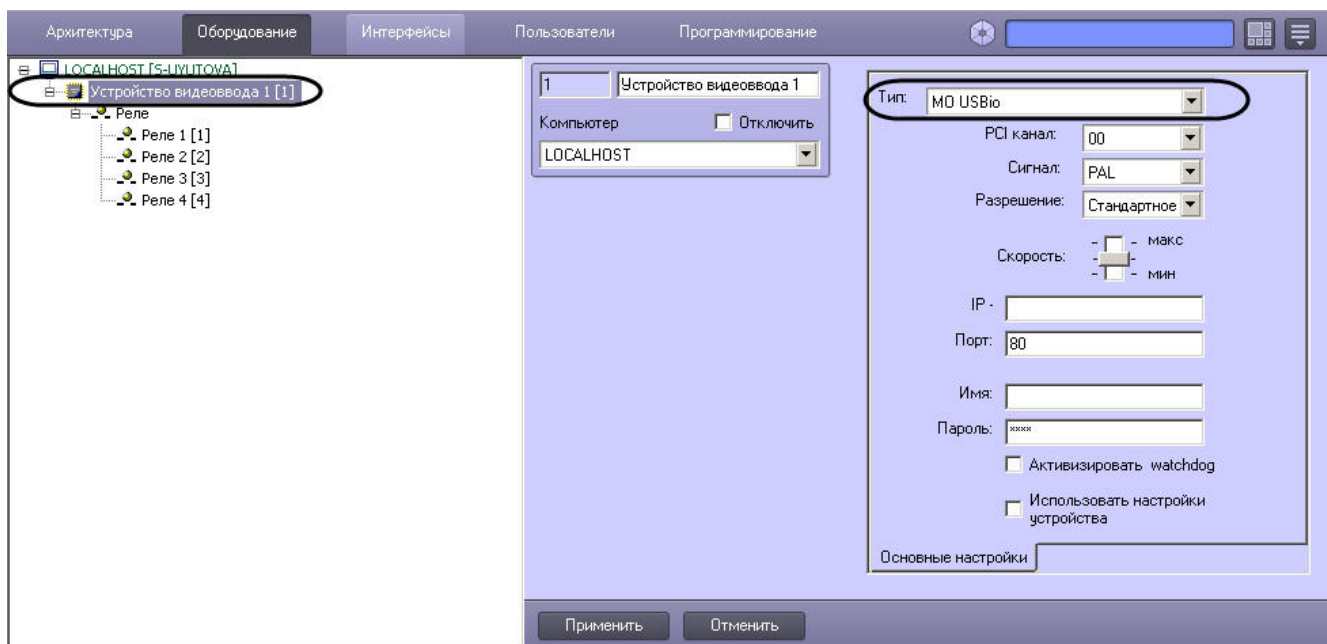 Архитектура Оборудование Интерфейсы Пользователи Программирование
LOCALHOST [S-UYUTOVA]
Устройство видеоввода 1 [1]
Реле
Реле 1 [1]
Реле 2 [2]
Реле 3 [3]
Реле 4 [4]
1 Устройство видеоввода 1
Компьютер Отключить
LOCALHOST
Тип: MO USBio
PCI канал: 00
Сигнал: PAL
Разрешение: Стандартное
макс
Скорость:
мин
IP -
Порт: 80
Имя:
Пароль: ××××
Активизировать watchdog
Использовать настройки
устройства
Основные настройки
Применить Отменить